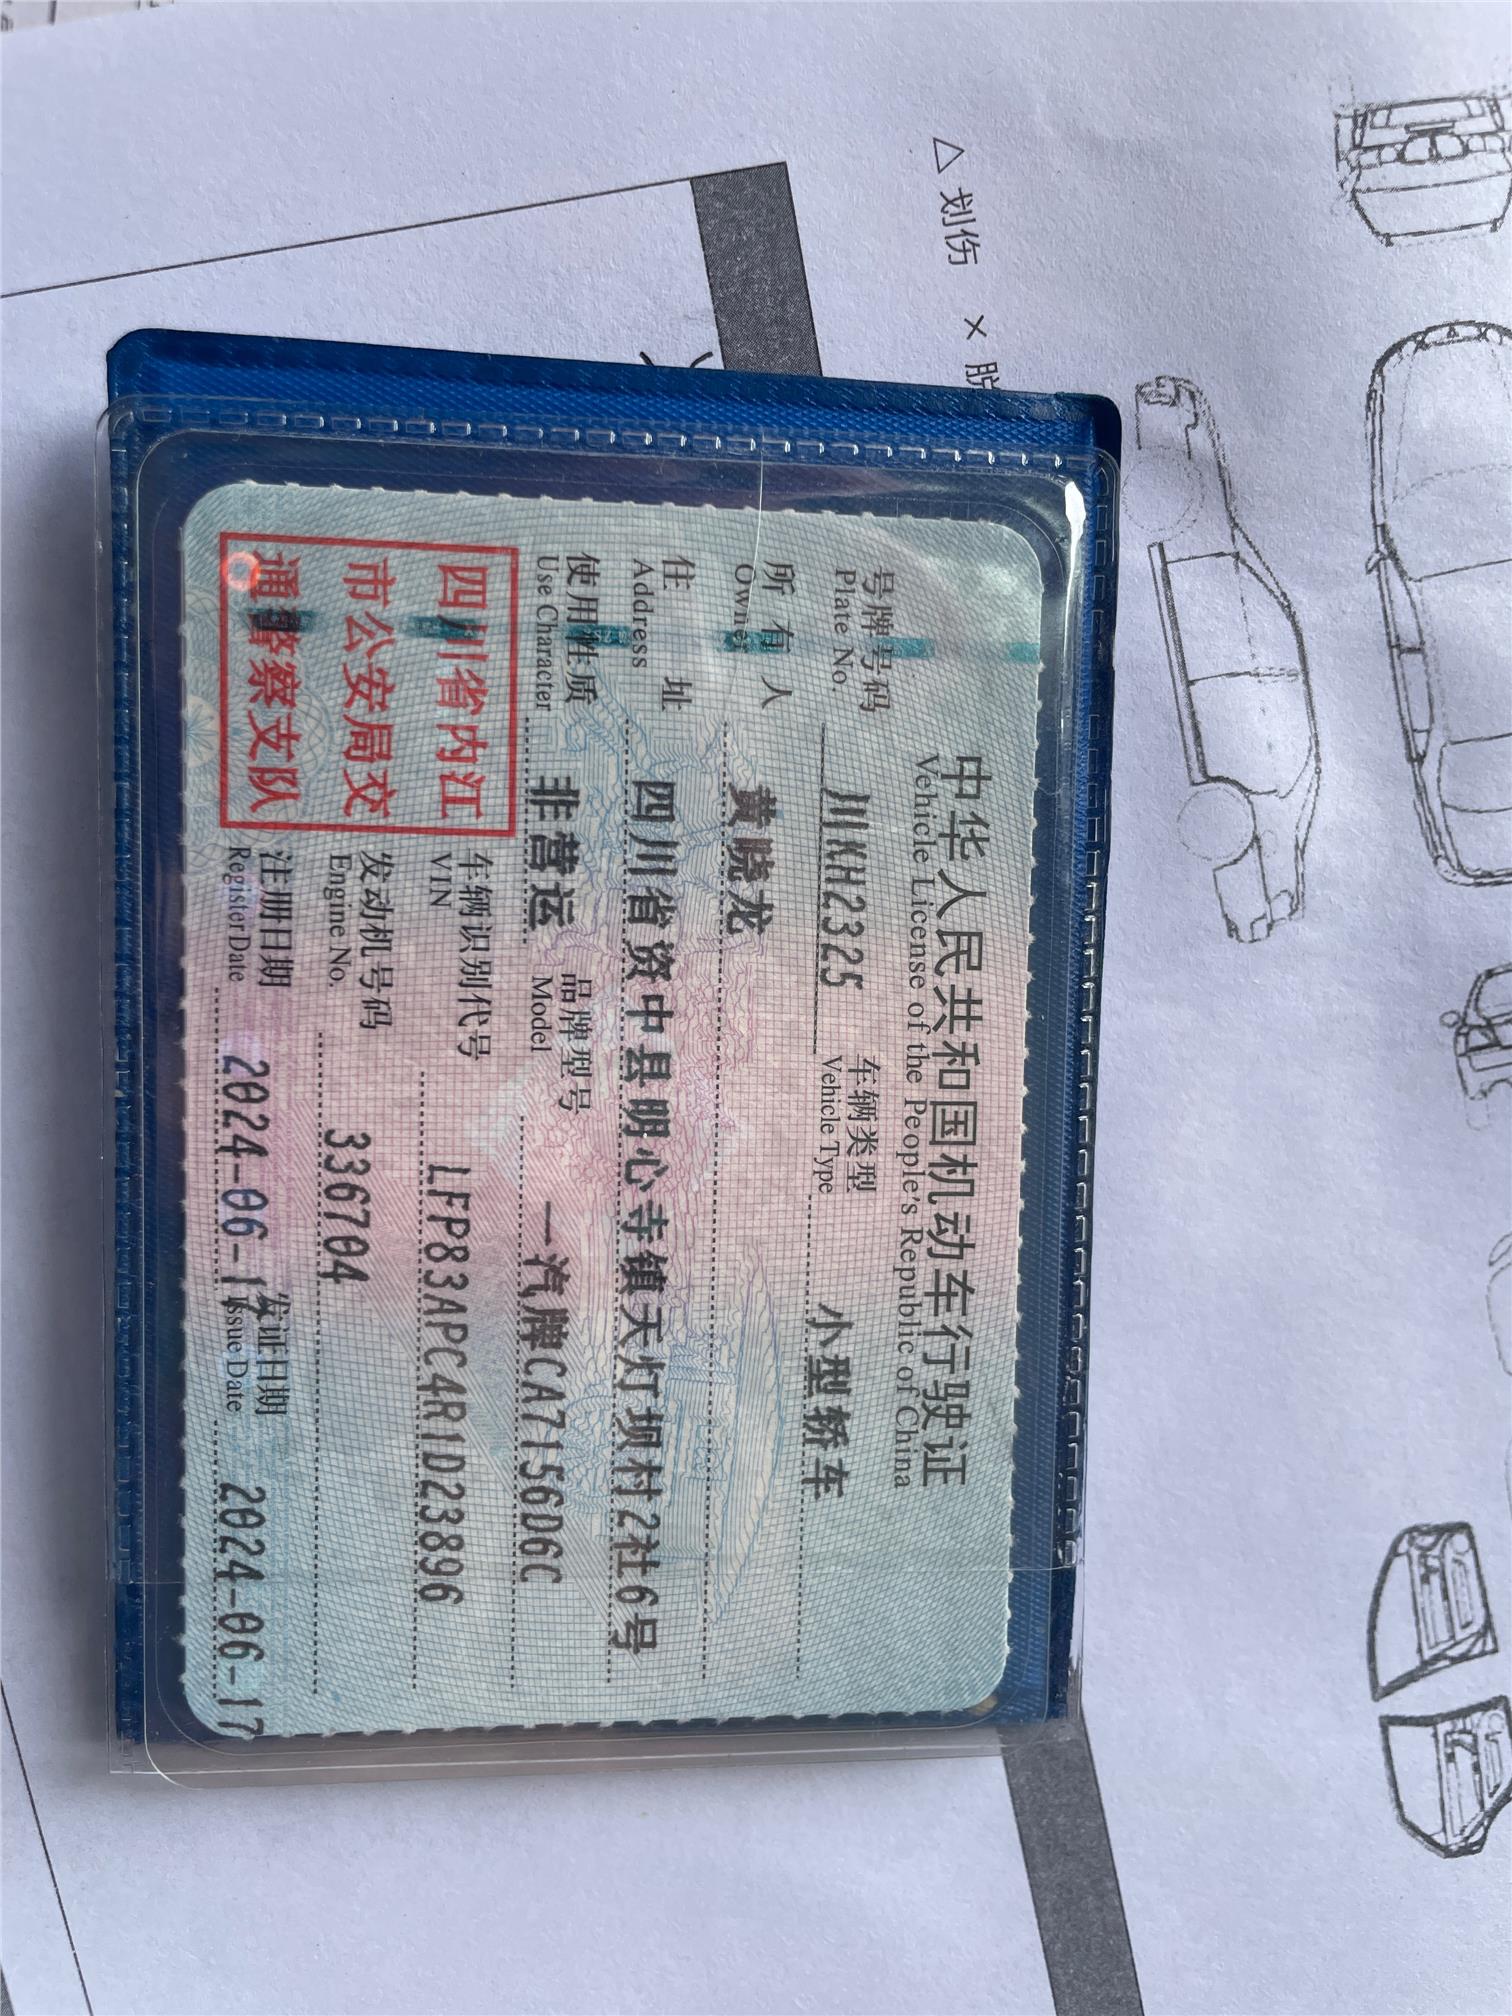 中华人民共和国机动车行驶证
Vehicle License of the People's Republic of China
号牌号码 川KH2325 车辆类型 小型轿车
Plate No. Vehicle Type
所有人 黄晓龙
Owner
住址 四川省资中县明心寺镇天灯坝村2社6号
Address
使用性质 非营运 品牌型号 一汽牌CA7156D6C
Use Character Model
四川省内江
市公安局交
通警察支队
车辆识别代号 LFP83APC4R1D23896
VIN
发动机号码 336704
Engine No.
注册日期 2024-06-17 发证日期 2024-06-17
Register Date Issue Date
△ 划伤 × 脱